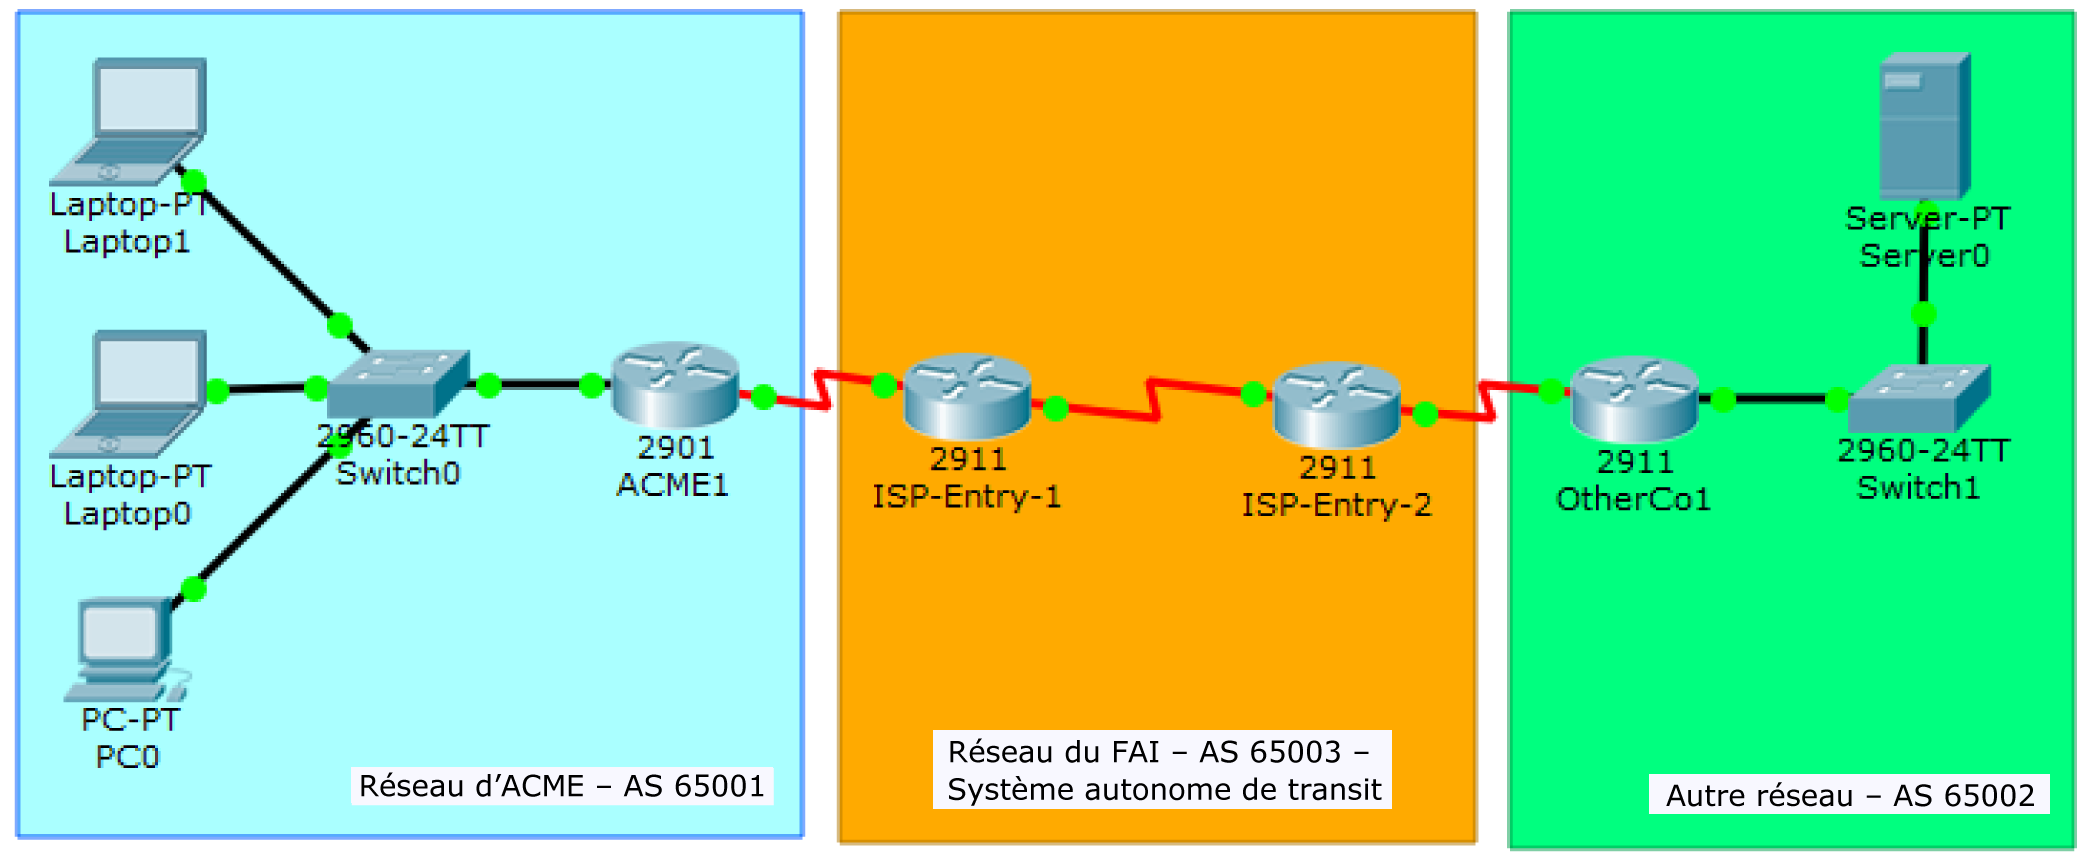 Laptop-PT
Laptop1
Laptop-PT
Laptop0
PC-PT
PC0
2960-24TT
Switch0
2901
ACME1
Réseau d’ACME – AS 65001
2911
ISP-Entry-1
2911
ISP-Entry-2
Réseau du FAI – AS 65003 –
Système autonome de transit
Server-PT
Server0
2911
OtherCo1
2960-24TT
Switch1
Autre réseau – AS 65002